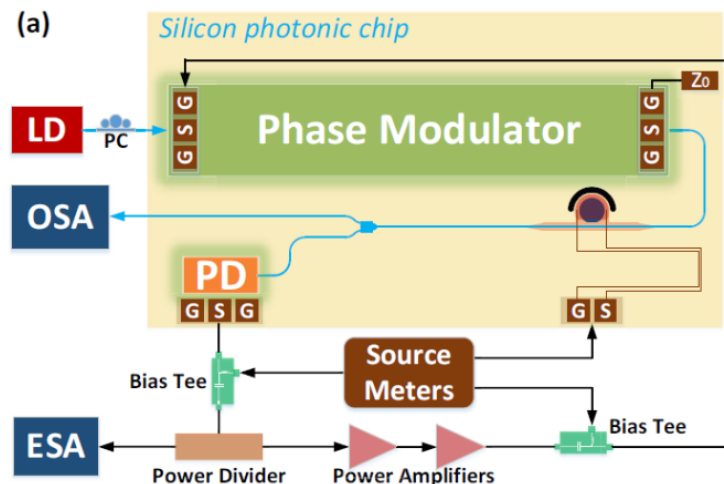 (a)
Silicon photonic chip
G
S
G
Phase Modulator
G
S
G
Z0
LD
PC
OSA
PD
G S G
G S
Source
Meters
Bias Tee
Bias Tee
ESA
Power Divider
Power Amplifiers